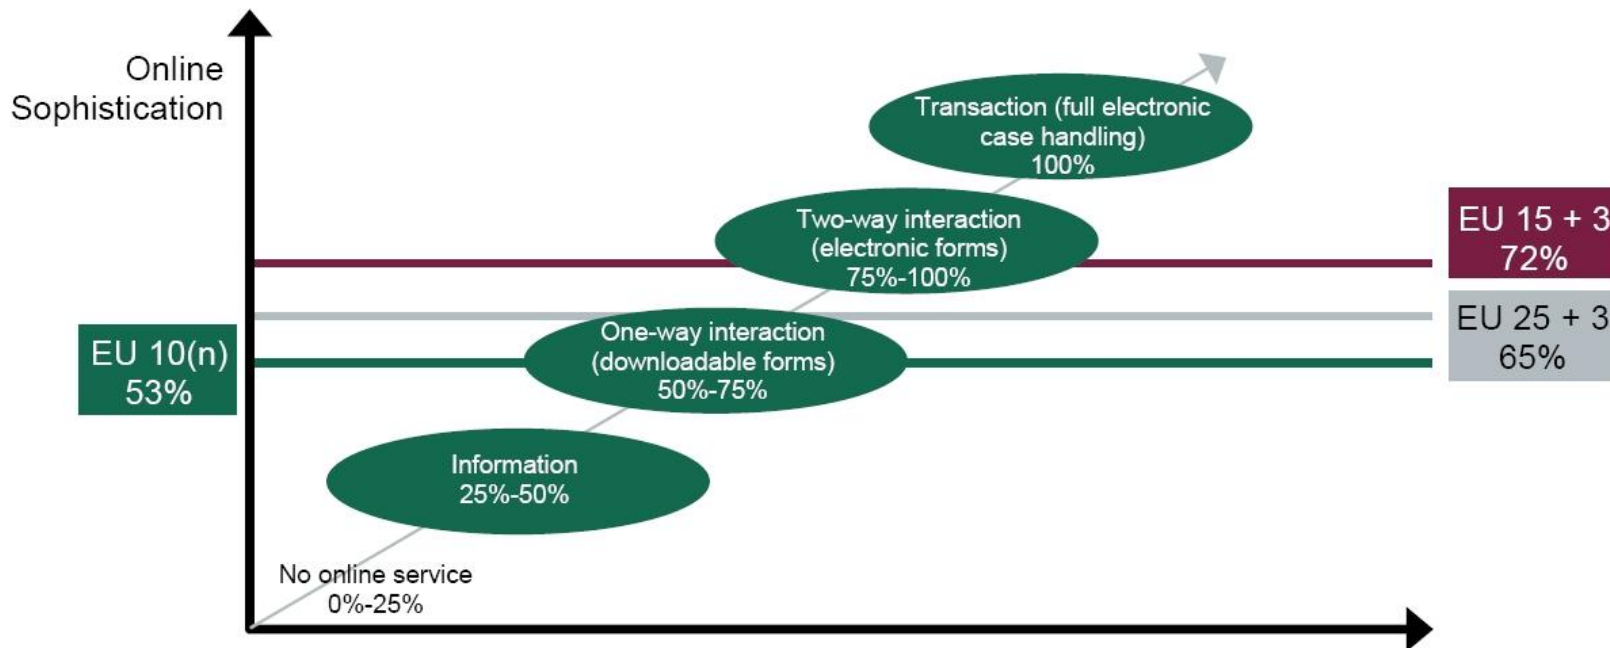 Online
Sophistication
Transaction (full electronic
case handling)
100%
Two-way interaction
(electronic forms)
75%-100%
EU 15 + 3
72%
One-way interaction
(downloadable forms)
50%-75%
EU 25 + 3
65%
EU 10(n)
53%
Information
25%-50%
No online service
0%-25%